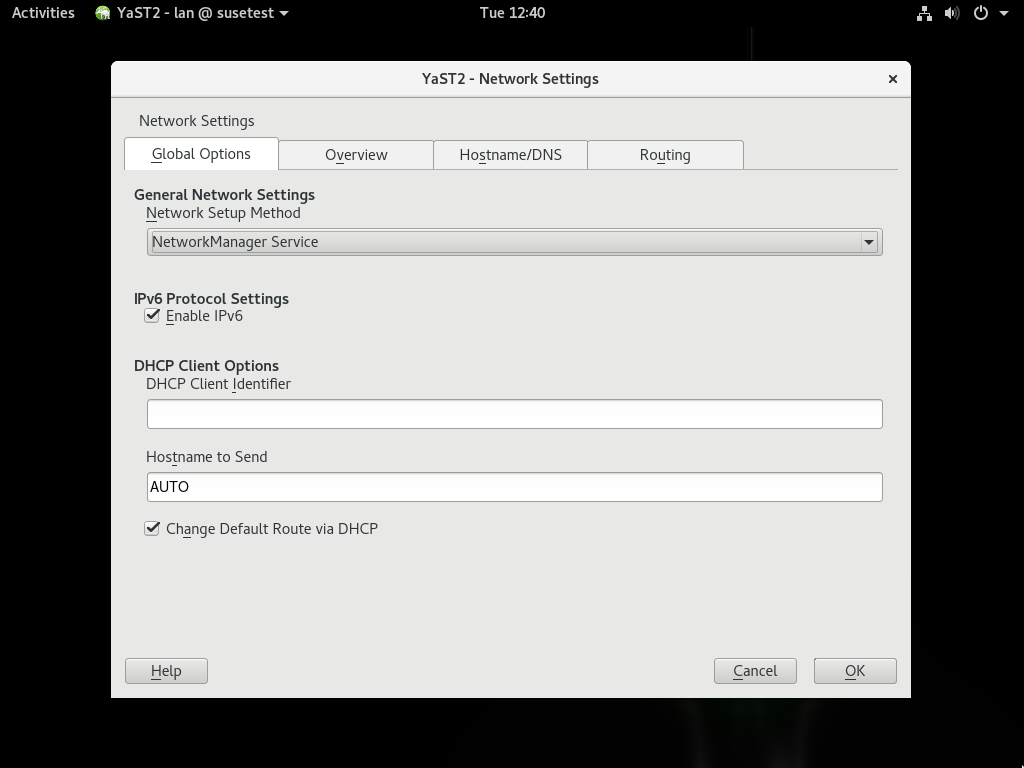 Activities YaST2 - lan @ susetest Tue 12:40
YaST2 - Network Settings
Network Settings
Global Options Overview Hostname/DNS Routing
General Network Settings
Network Setup Method
NetworkManager Service
IPv6 Protocol Settings
Enable IPv6
DHCP Client Options
DHCP Client Identifier
Hostname to Send
AUTO
Change Default Route via DHCP
Help Cancel OK